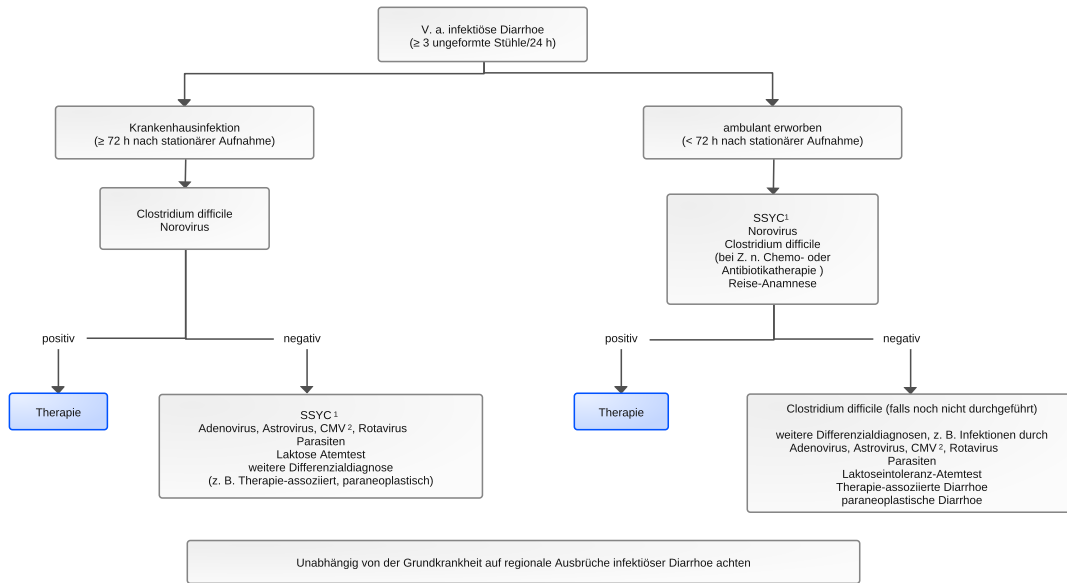 V. a. infektiöse Diarrhoe
(≥ 3 ungeformte Stühle/24 h)
Krankenhausinfektion
(≥ 72 h nach stationärer Aufnahme)
Clostridium difficile
Norovirus
positiv
negativ
Therapie
SSYC 1
Adenovirus, Astrovirus, CMV 2, Rotavirus
Parasiten
Laktose Atemtest
weitere Differenzialdiagnose
(z. B. Therapie-assoziiert, paraneoplastisch)
ambulant erworben
(< 72 h nach stationärer Aufnahme)
SSYC1
Norovirus
Clostridium difficile
(bei Z. n. Chemo- oder
Antibiotikatherapie )
Reise-Anamnese
positiv
negativ
Therapie
Clostridium difficile (falls noch nicht durchgeführt)
weitere Differenzialdiagnosen, z. B. Infektionen durch
Adenovirus, Astrovirus, CMV 2, Rotavirus
Parasiten
Laktoseintoleranz-Atemtest
Therapie-assoziierte Diarrhoe
paraneoplastische Diarrhoe
Unabhängig von der Grundkrankheit auf regionale Ausbrüche infektiöser Diarrhoe achten